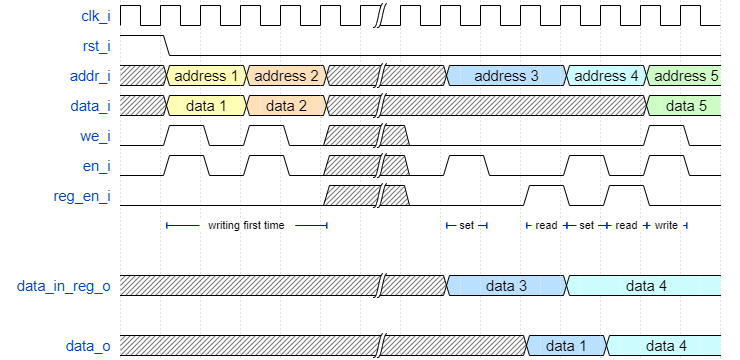 clk_i
rst_i
addr_i address 1 address 2 address 3 address 4 address 5
data_i data 1 data 2 data 5
we_i
en_i
reg_en_i
writing first time set read set read write
data_in_reg_o data 3 data 4
data_o data 1 data 4